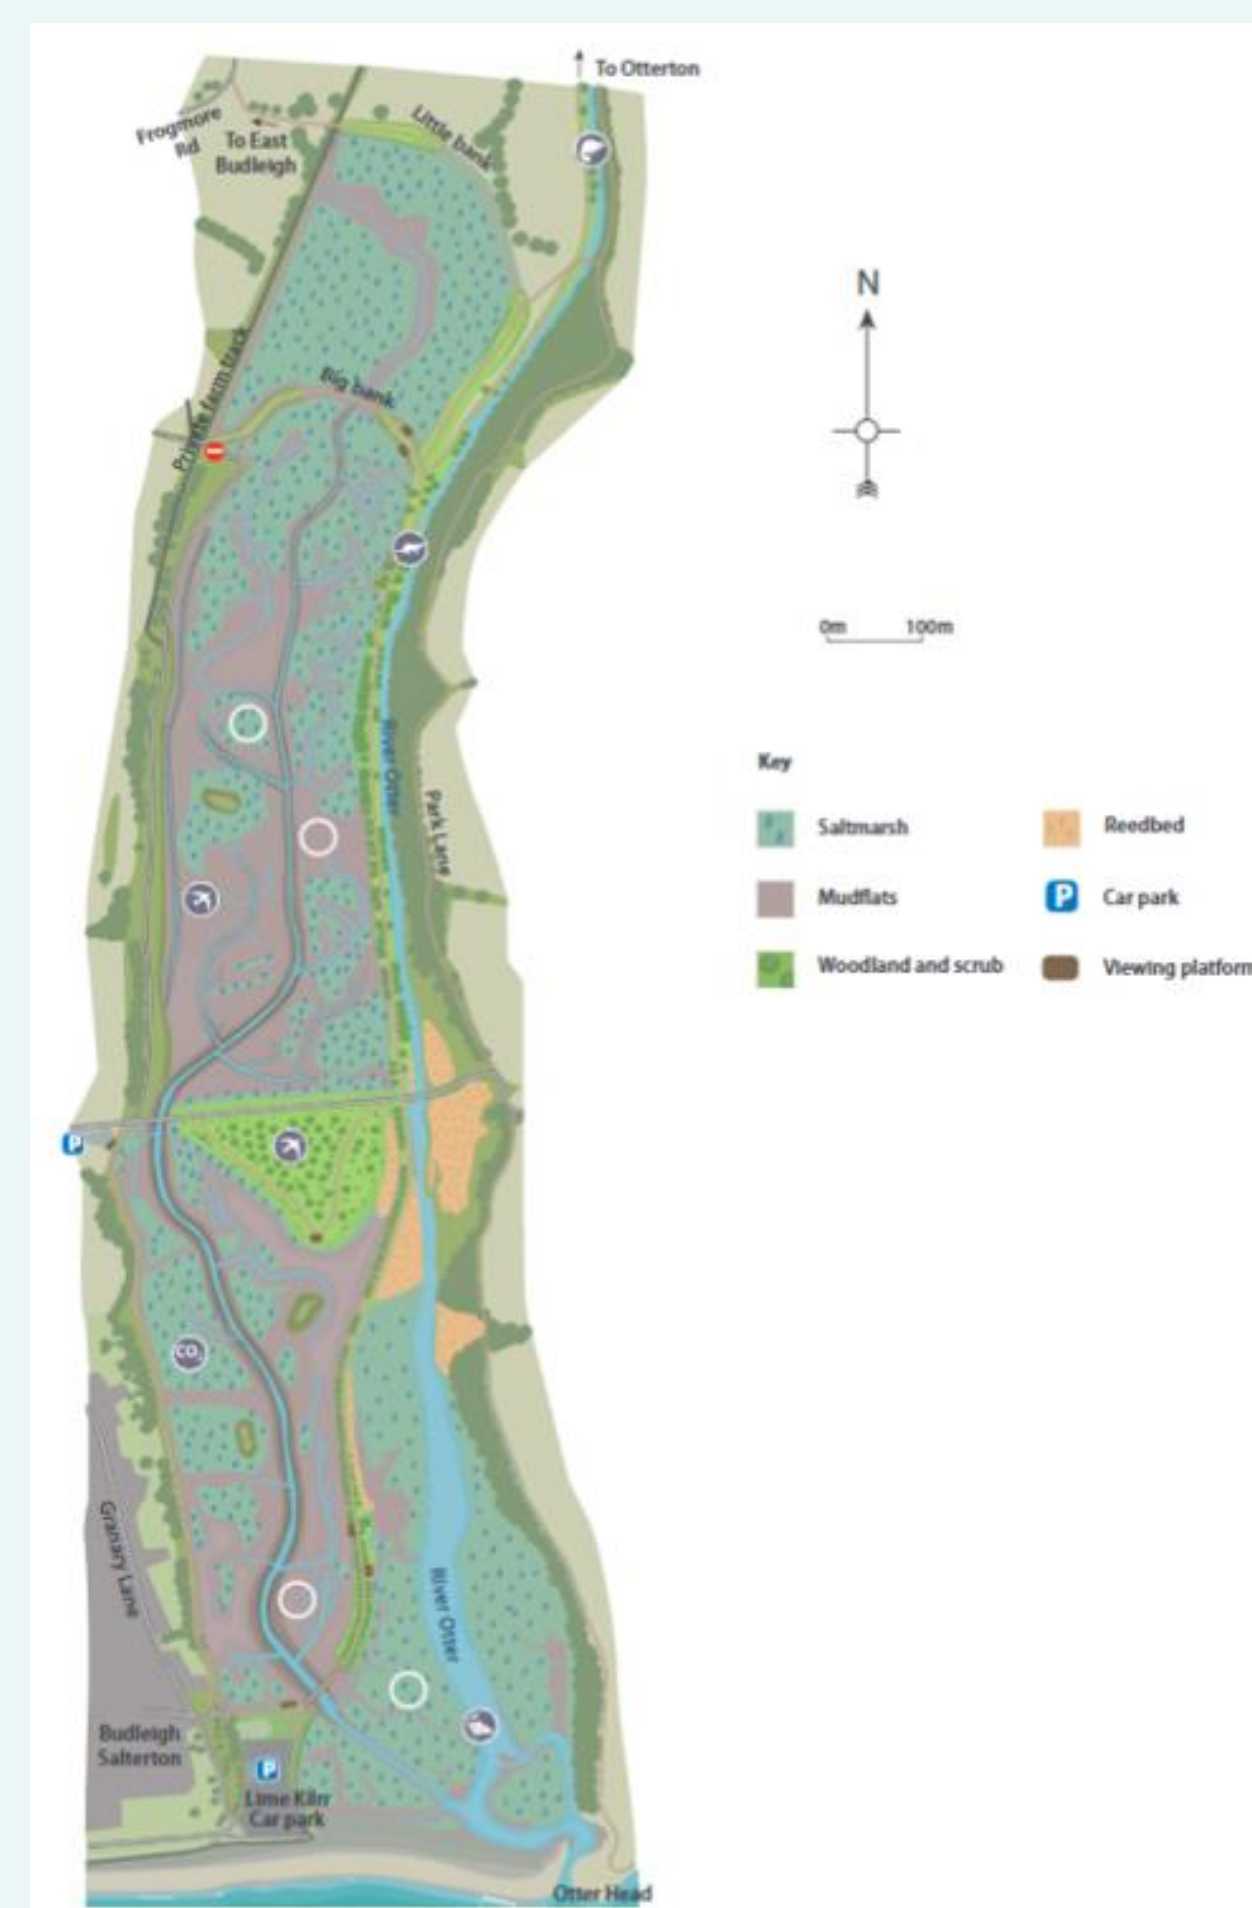 To Otterton
Frogmore
Rd
To East
Budleigh
Little bank
N
Private farm track
Big bank
0m 100m
River Otter
Park Lane
Key
Saltmarsh
Reedbed
Mudflats
P
Car park
Woodland and scrub
Viewing platform
P
CO₂
Granary Lane
River Otter
Budleigh
Salterton
P
Lime Kiln
Car park
Otter Head